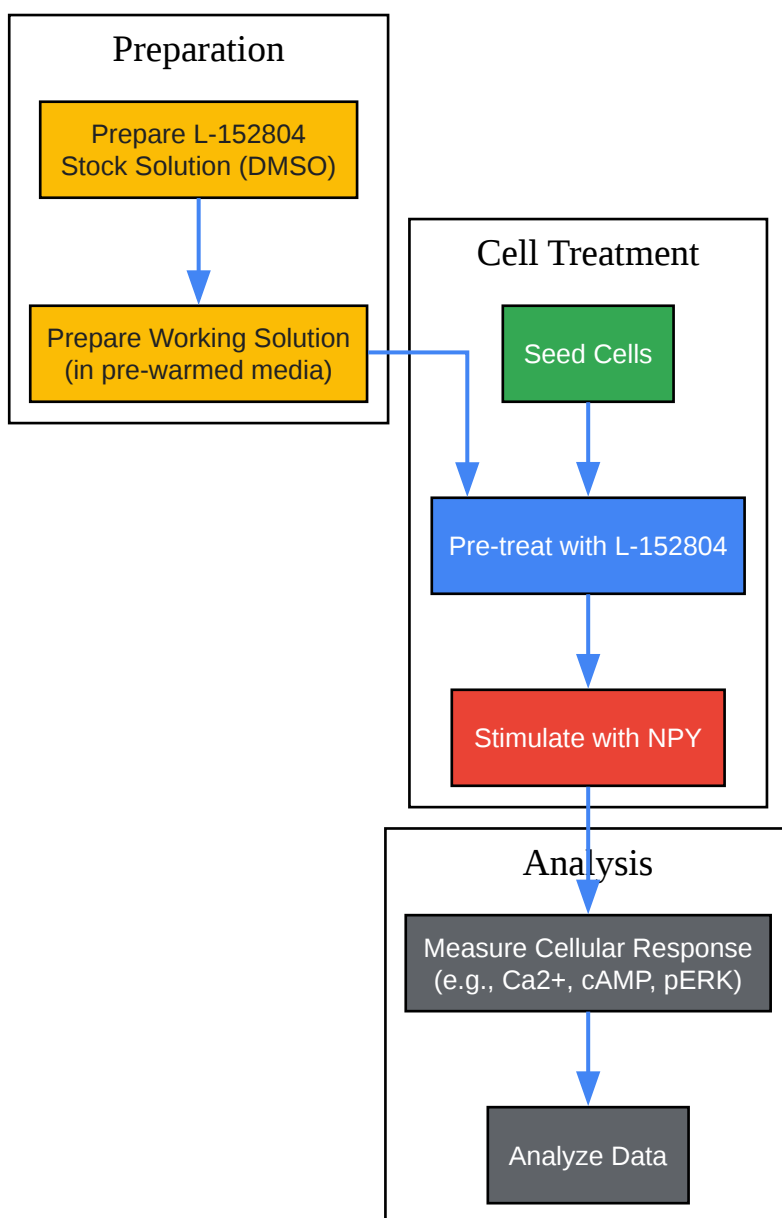 Preparation
Prepare L-152804
Stock Solution (DMSO)
Prepare Working Solution
(in pre-warmed media)
Cell Treatment
Seed Cells
Pre-treat with L-152804
Stimulate with NPY
Analysis
Measure Cellular Response
(e.g., Ca2+, cAMP, pERK)
Analyze Data